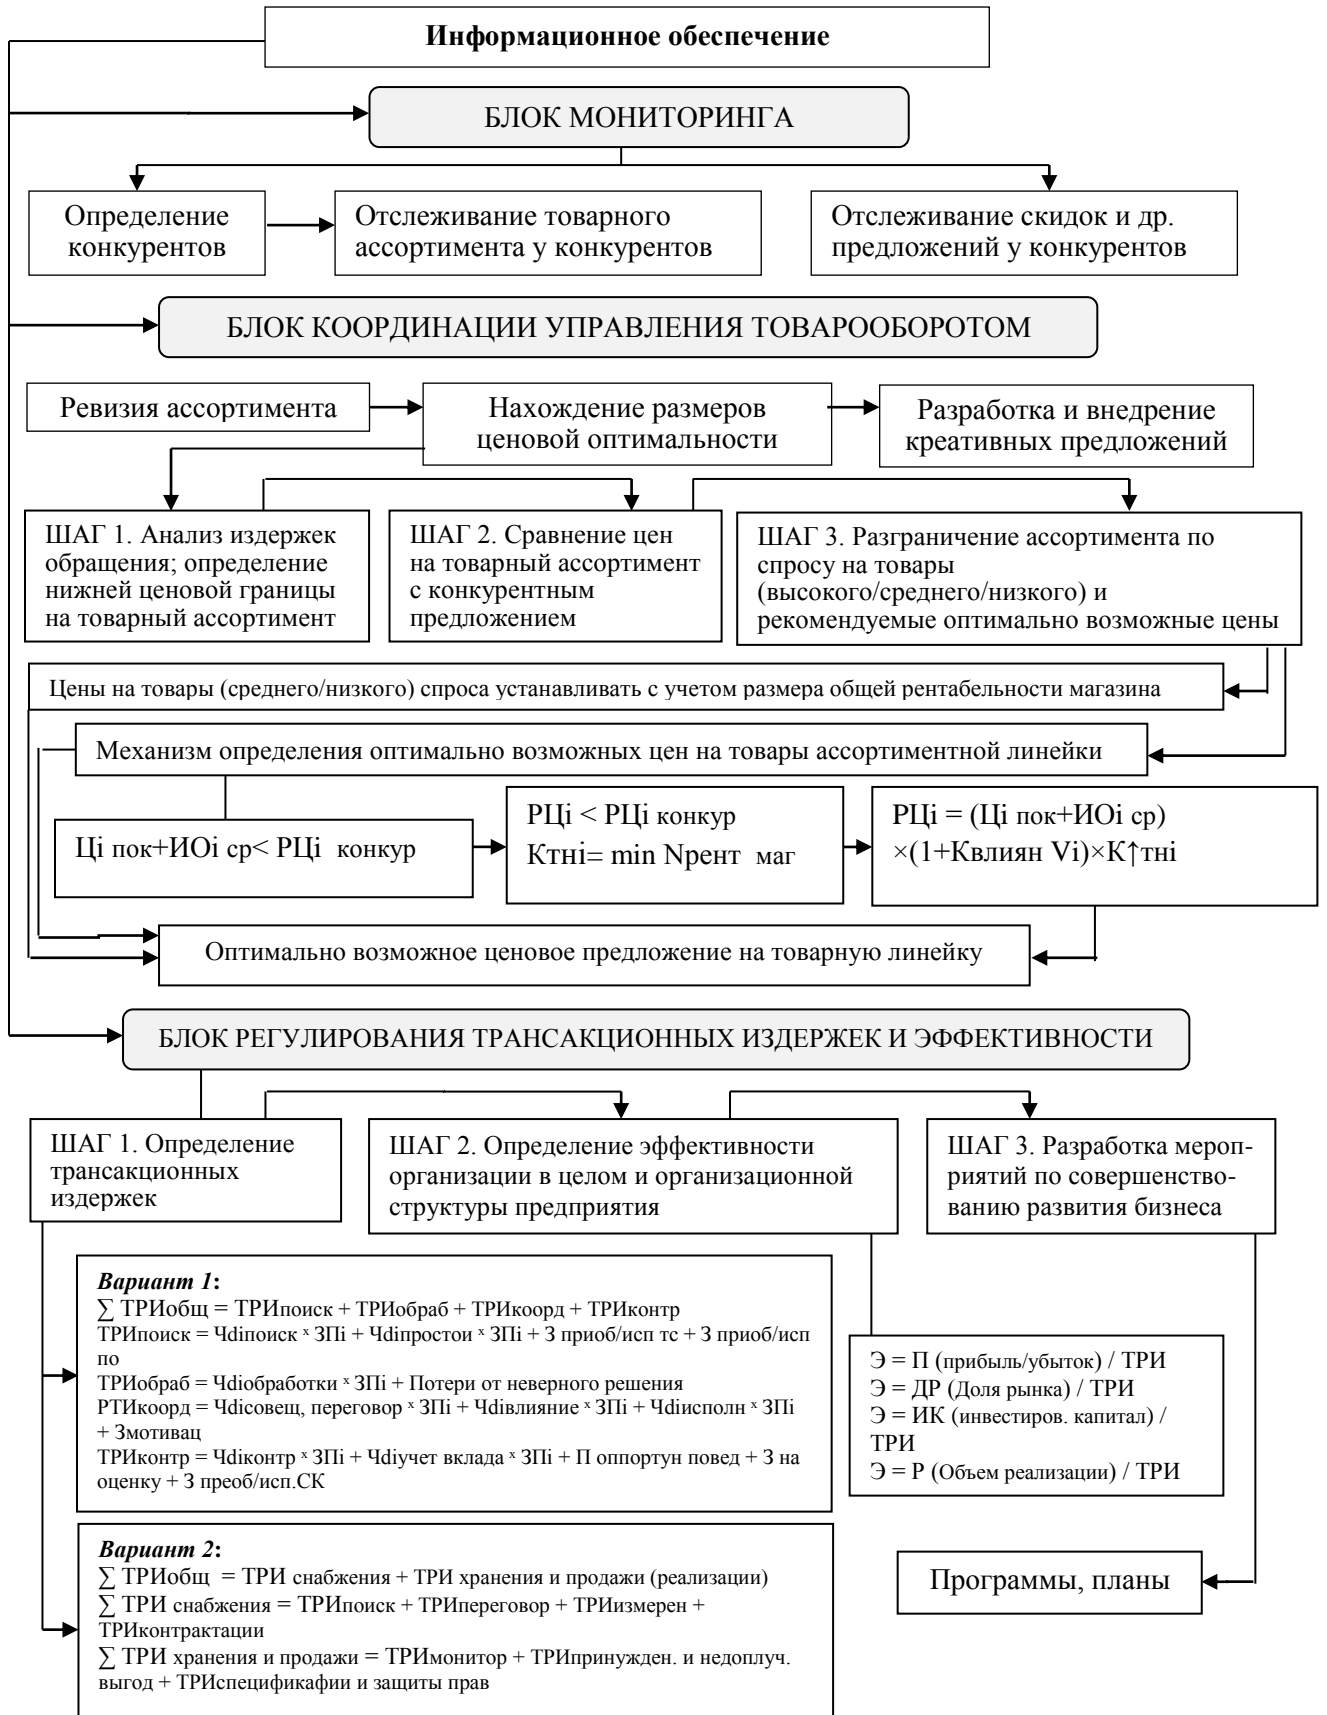 Информационное обеспечение
БЛОК МОНИТОРИНГА
Определение
конкурентов
Отслеживание товарного
ассортимента у конкурентов
Отслеживание скидок и др.
предложений у конкурентов
БЛОК КООРДИНАЦИИ УПРАВЛЕНИЯ ТОВАРООБОРОТОМ
Ревизия ассортимента
Нахождение размеров
ценовой оптимальности
Разработка и внедрение
креативных предложений
ШАГ 1. Анализ издержек
обращения; определение
нижней ценовой границы
на товарный ассортимент
ШАГ 2. Сравнение цен
на товарный ассортимент
с конкурентным
предложением
ШАГ 3. Разграничение ассортимента по
спросу на товары
(высокого/среднего/низкого) и
рекомендуемые оптимально возможные цены
Цены на товары (среднего/низкого) спроса устанавливать с учетом размера общей рентабельности магазина
Механизм определения оптимально возможных цен на товары ассортиментной линейки
Цi пок+ИОi ср< РЦi конкур
РЦi < РЦi конкур
Kтнi= min Nрент маг
РЦi = (Цi пок+ИОi ср)
×(1+Kвлиян Vi)×K↑тнi
Оптимально возможное ценовое предложение на товарную линейку
БЛОК РЕГУЛИРОВАНИЯ ТРАНСАКЦИОННЫХ ИЗДЕРЖЕК И ЭФФЕКТИВНОСТИ
ШАГ 1. Определение
трансакционных
издержек
ШАГ 2. Определение эффективности
организации в целом и организационной
структуры предприятия
ШАГ 3. Разработка мероп-
риятий по совершенство-
ванию развития бизнеса
Вариант 1:
∑ ТРИобщ = ТРИпоиск + ТРИобраб + ТРИкоорд + ТРИконтр
ТРИпоиск = Чdiпоиск x ЗПi + Чdiпростои x ЗПi + З приоб/исп тс + З приоб/исп
по
ТРИобраб = Чdiобработки x ЗПi + Потери от неверного решения
РТИкоорд = Чdiсовещ, переговор x ЗПi + Чdiвлияние x ЗПi + Чdiисполн x ЗПi
+ Змотивац
ТРИконтр = Чdiконтр x ЗПi + Чdiучет вклада x ЗПi + П оппортун повед + З на
оценку + З преоб/исп.СК
Э = П (прибыль/убыток) / ТРИ
Э = ДР (Доля рынка) / ТРИ
Э = ИК (инвестиров. капитал) /
ТРИ
Э = Р (Объем реализации) / ТРИ
Вариант 2:
∑ ТРИобщ = ТРИ снабжения + ТРИ хранения и продажи (реализации)
∑ ТРИ снабжения = ТРИпоиск + ТРИпереговор + ТРИизмерен +
ТРИконтрактации
∑ ТРИ хранения и продажи = ТРИмонитор + ТРИпринужден. и недоплуч.
выгод + ТРИспецификафии и защиты прав
Программы, планы